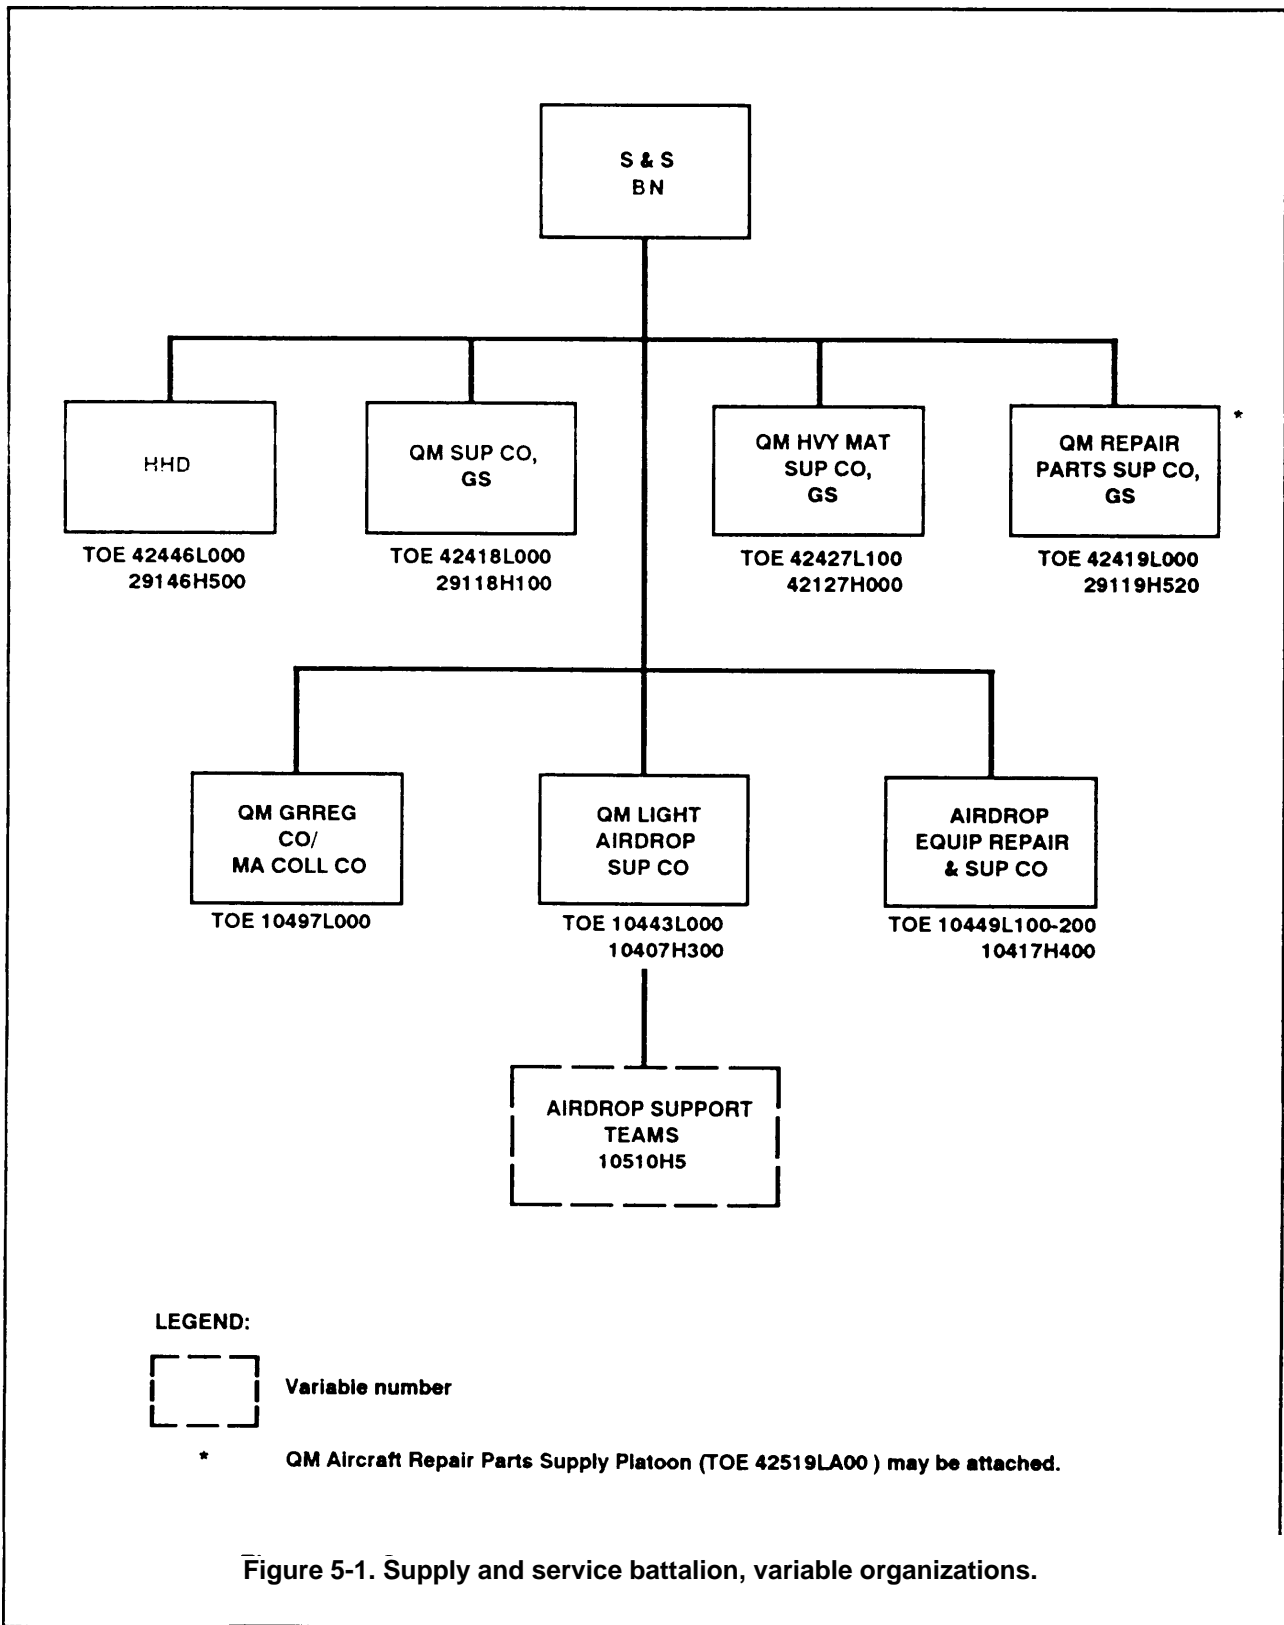 S & S
BN
HHD
TOE 42446L000
29146H500
QM SUP CO,
GS
TOE 42418L000
29118H100
QM HVY MAT
SUP CO,
GS
TOE 42427L100
42127H000
*
QM REPAIR
PARTS SUP CO,
GS
TOE 42419L000
29119H520
QM GRREG
CO/
MA COLL CO
TOE 10497L000
QM LIGHT
AIRDROP
SUP CO
TOE 10443L000
10407H300
AIRDROP
EQUIP REPAIR
& SUP CO
TOE 10449L100-200
10417H400
AIRDROP SUPPORT
TEAMS
10510H5
LEGEND:
Variable number
* QM Aircraft Repair Parts Supply Platoon (TOE 42519LA00 ) may be attached.
Figure 5-1. Supply and service battalion, variable organizations.